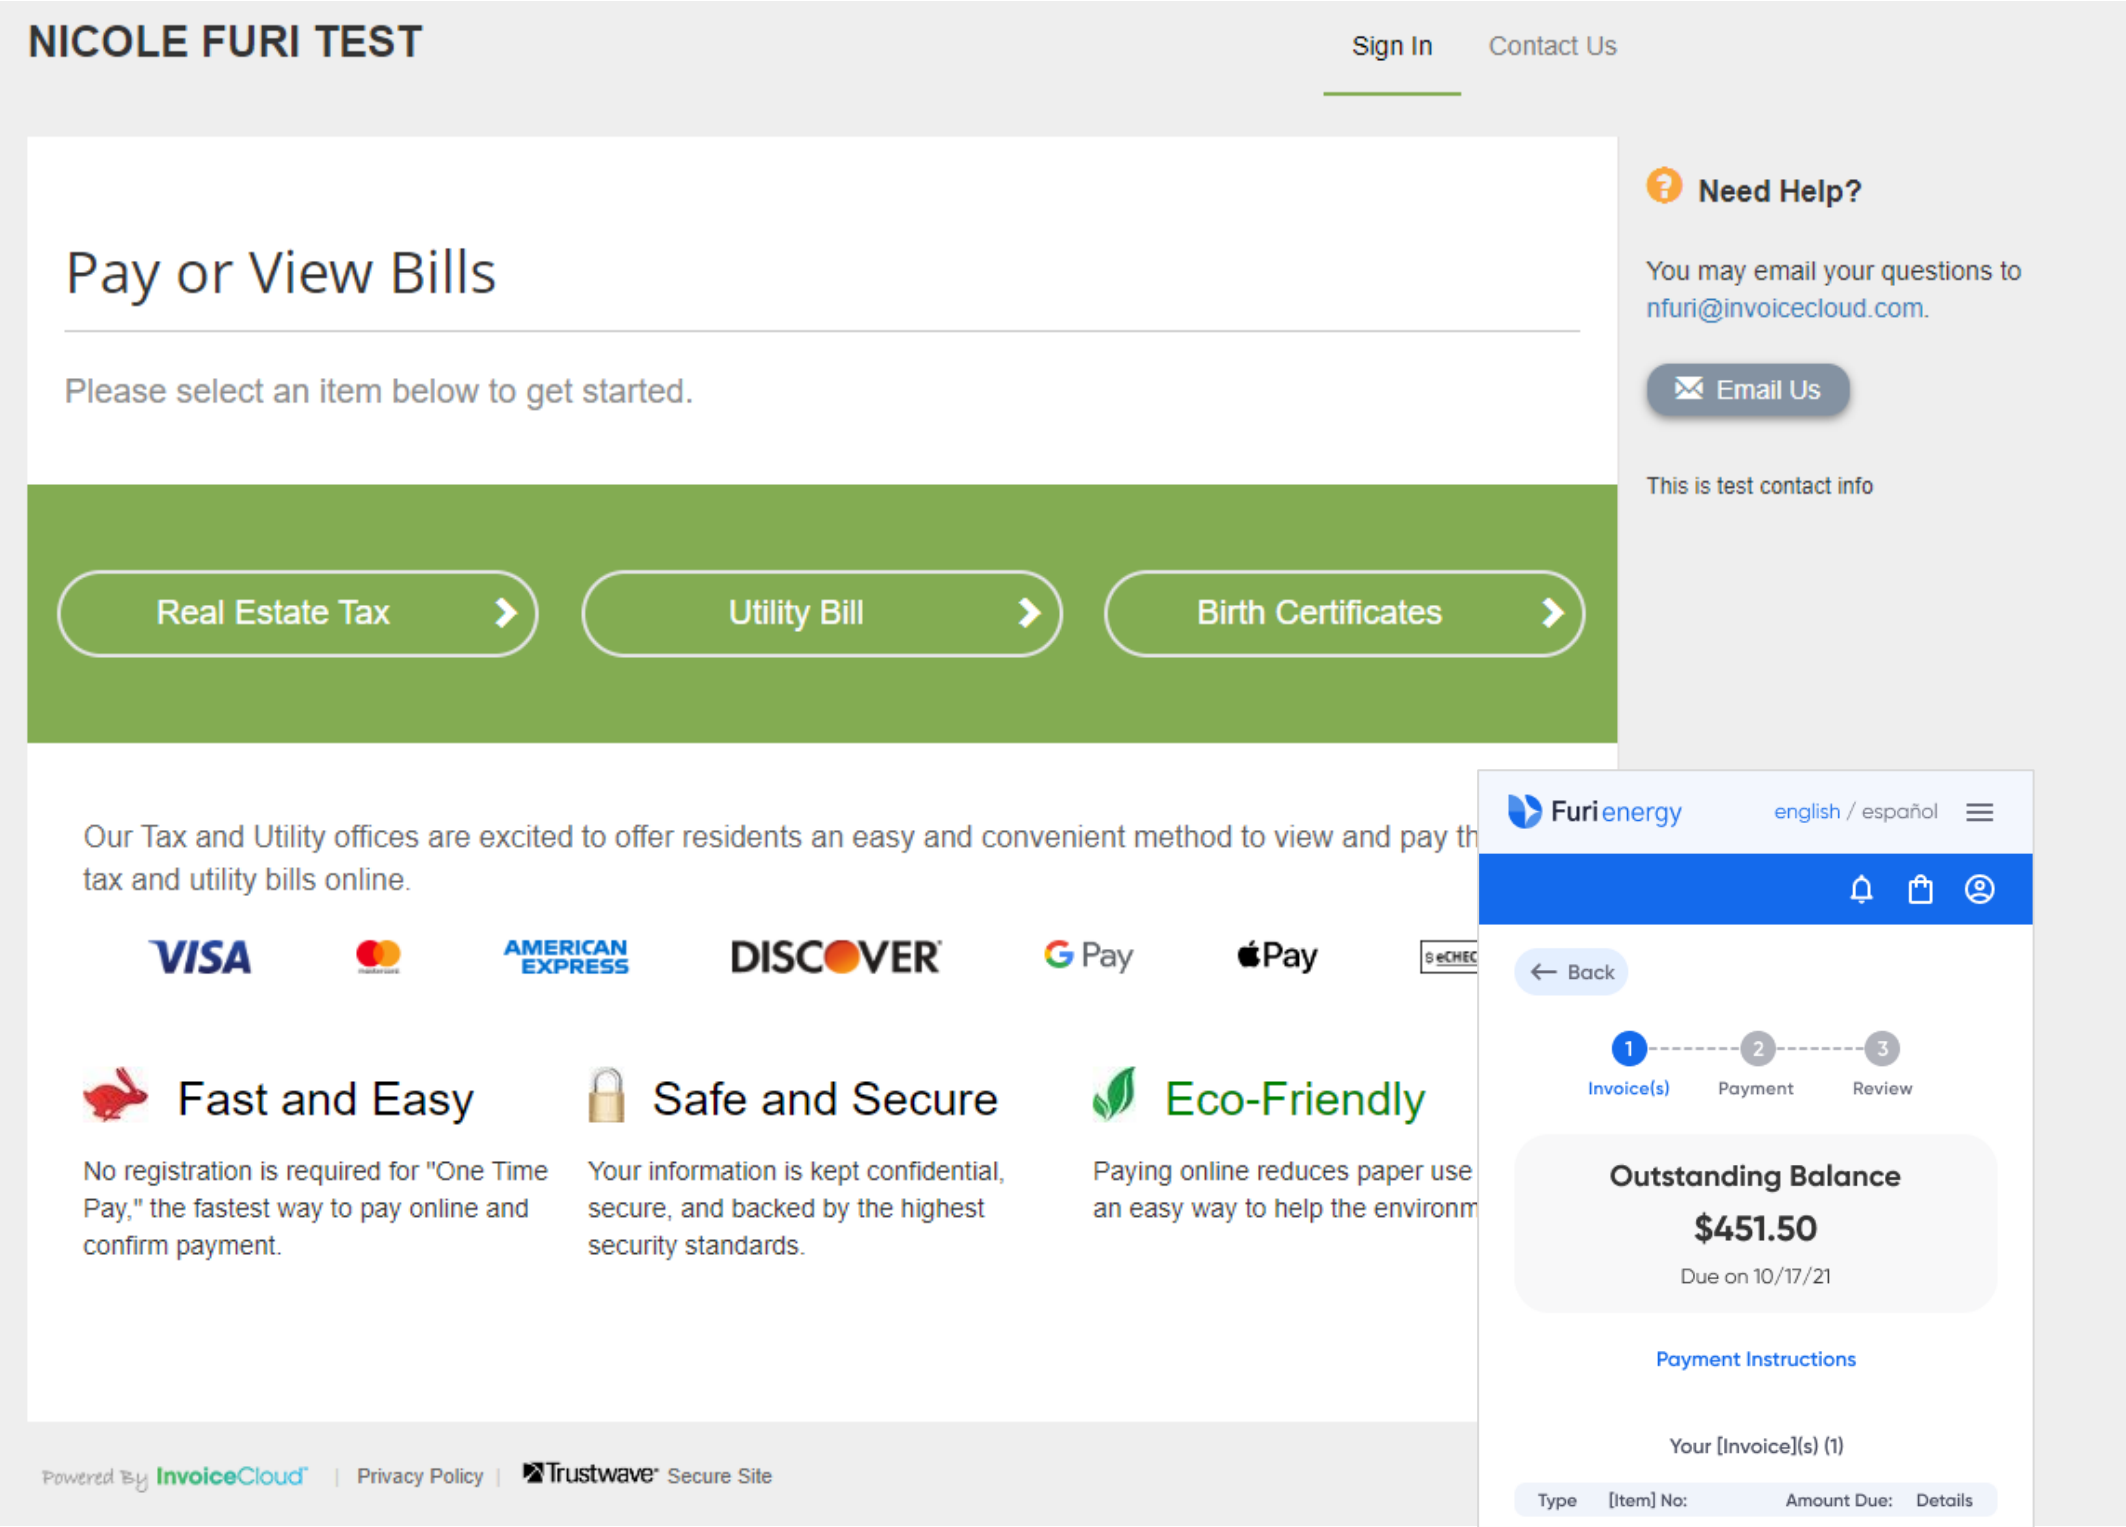 NICOLE FURI TEST
Sign In
Contact Us
Pay or View Bills
Please select an item below to get started.
Real Estate Tax
Utility Bill
Birth Certificates
Need Help?
You may email your questions to
nfuri@invoicecloud.com.
Email Us
This is test contact info
Our Tax and Utility offices are excited to offer residents an easy and convenient method to view and pay th
tax and utility bills online.
VISA
mastercard
AMERICAN
EXPRESS
DISCOVER
G Pay
Pay
$ eCHEC
Fast and Easy
No registration is required for "One Time
Pay," the fastest way to pay online and
confirm payment.
Safe and Secure
Your information is kept confidential,
secure, and backed by the highest
security standards.
Eco-Friendly
Paying online reduces paper use
an easy way to help the environm
Powered By InvoiceCloud | Privacy Policy | Trustwave Secure Site
Furi energy
english / español
Back
1 2 3
Invoice(s) Payment Review
Outstanding Balance
$451.50
Due on 10/17/21
Payment Instructions
Your [Invoice](s) (1)
Type [Item] No: Amount Due: Details